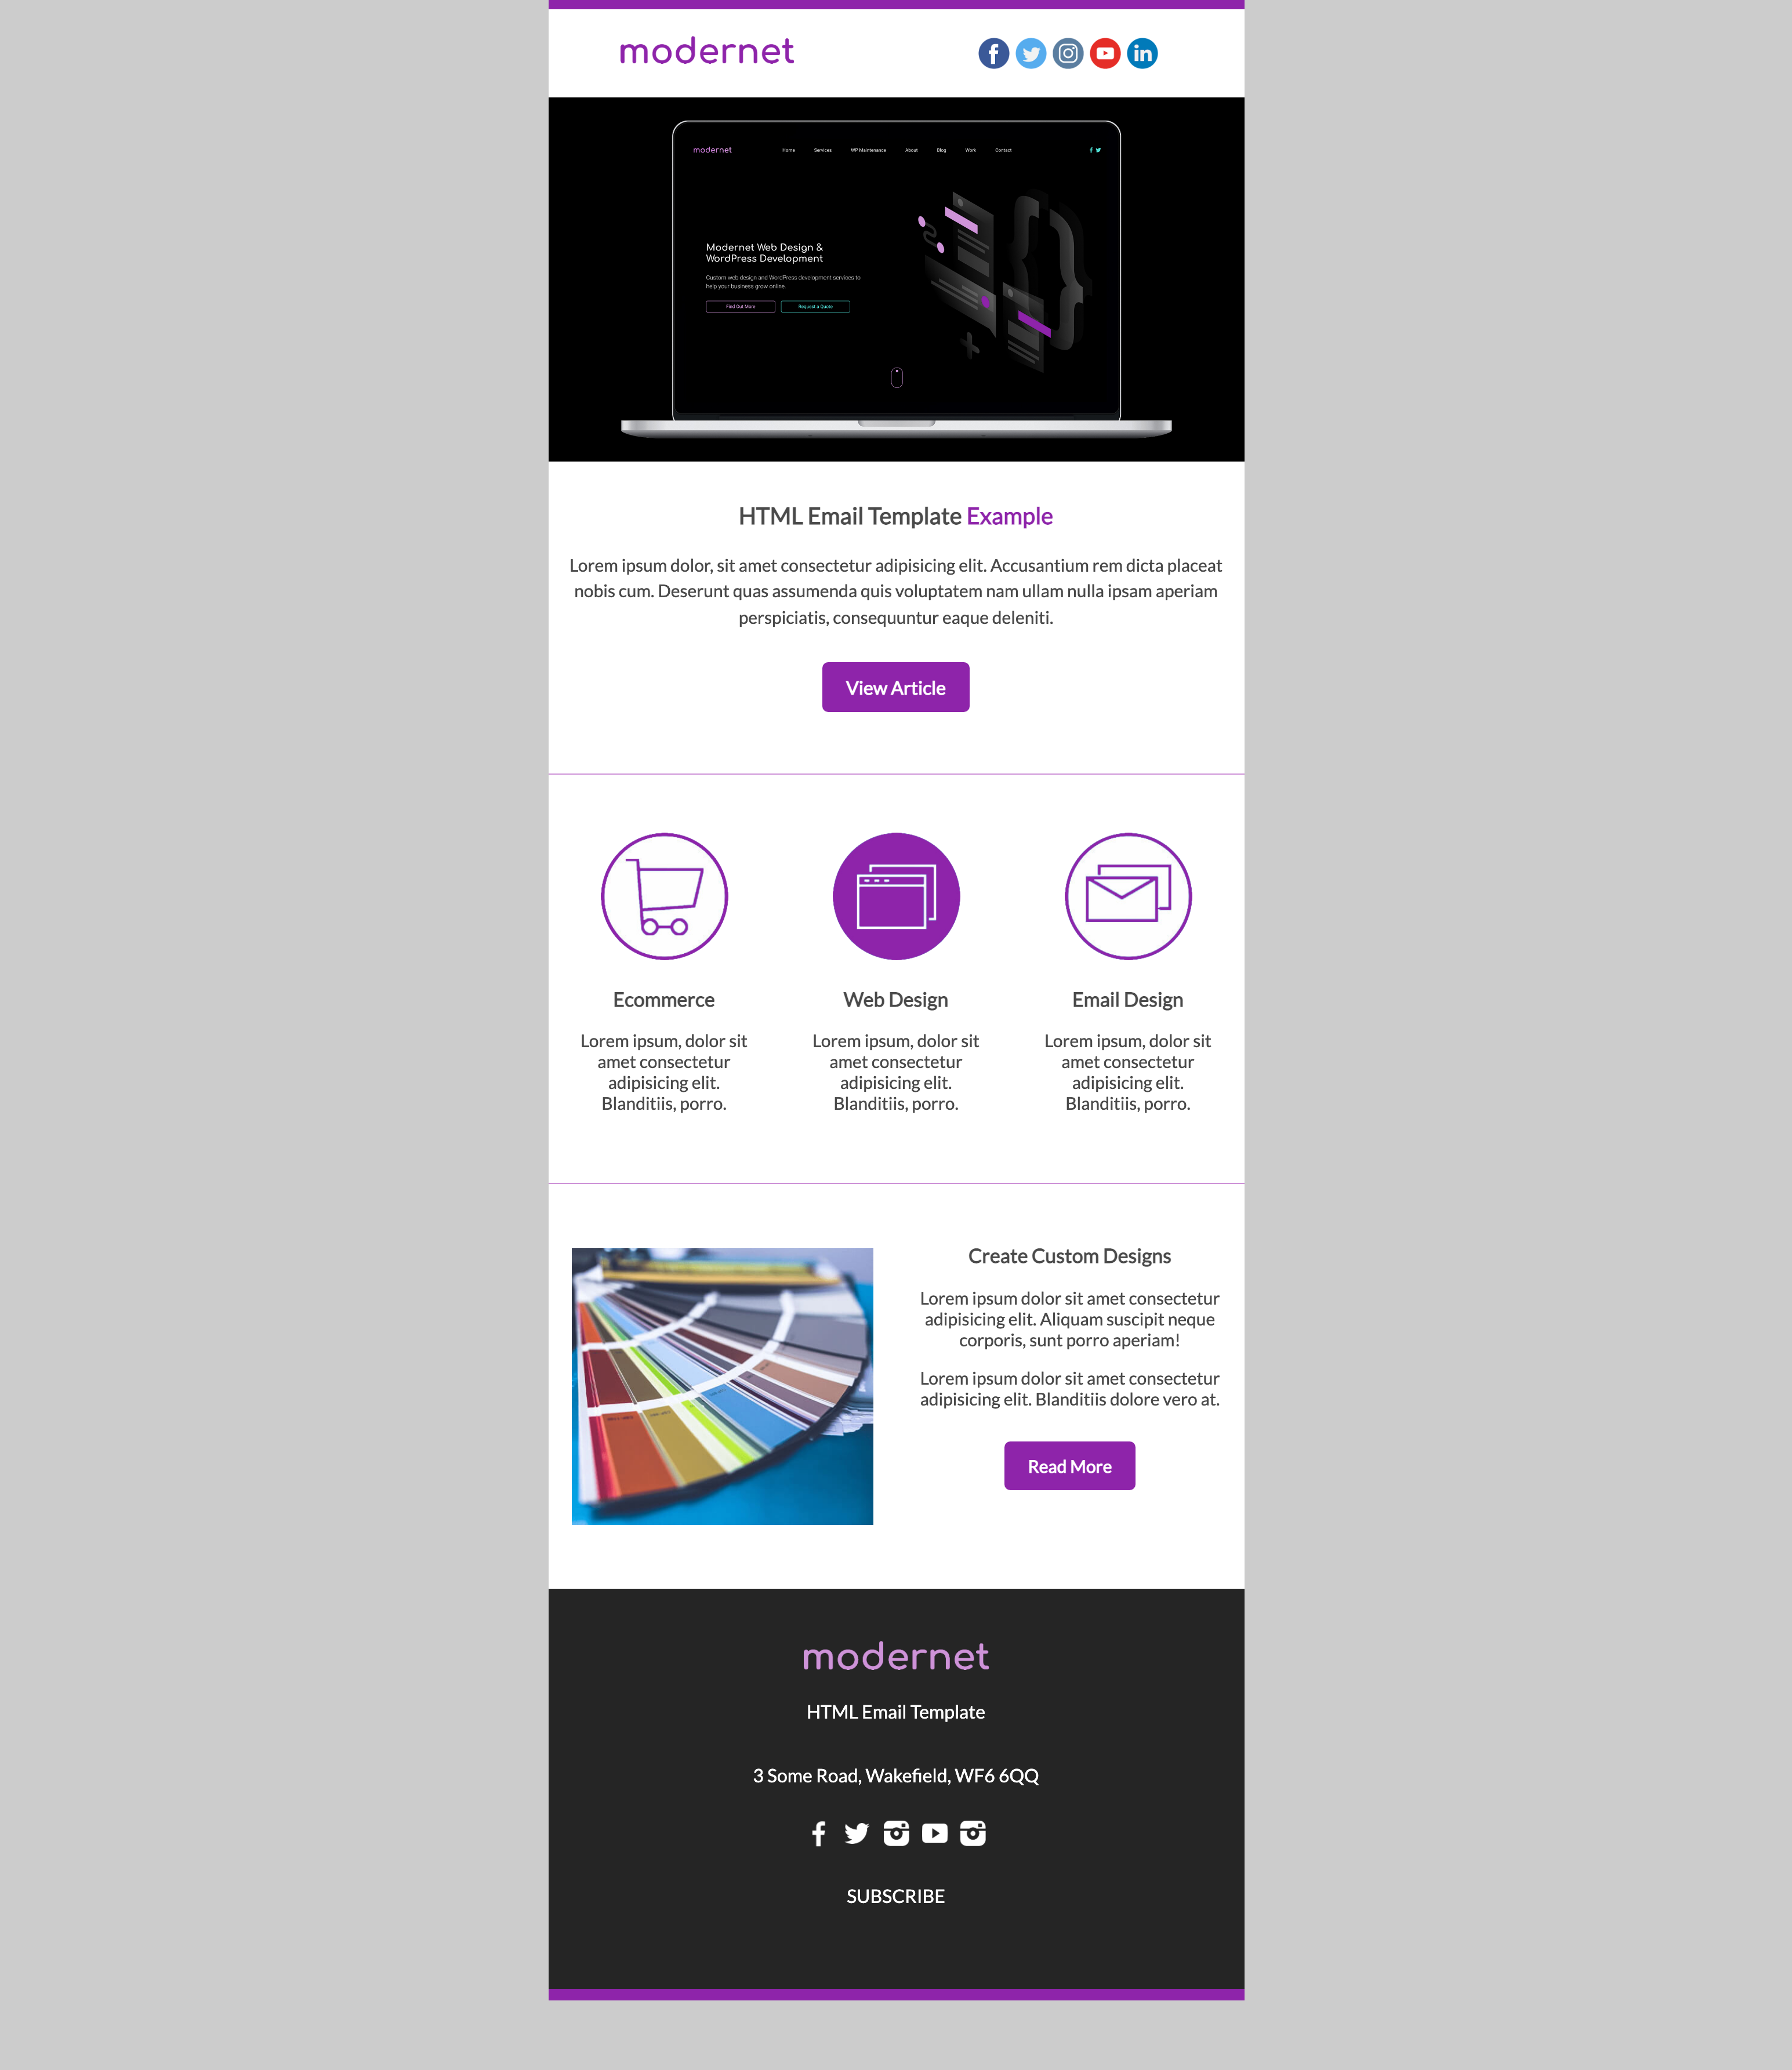 modernet
modernet
Home Services WP Maintenance About Blog Work Contact
Modernet Web Design &
WordPress Development
Custom web design and WordPress development services to
help your business grow online.
Find Out More Request a Quote
HTML Email Template Example
Lorem ipsum dolor, sit amet consectetur adipisicing elit. Accusantium rem dicta placeat
nobis cum. Deserunt quas assumenda quis voluptatem nam ullam nulla ipsam aperiam
perspiciatis, consequuntur eaque deleniti.
View Article
Ecommerce
Lorem ipsum, dolor sit
amet consectetur
adipisicing elit.
Blanditiis, porro.
Web Design
Lorem ipsum, dolor sit
amet consectetur
adipisicing elit.
Blanditiis, porro.
Email Design
Lorem ipsum, dolor sit
amet consectetur
adipisicing elit.
Blanditiis, porro.
Create Custom Designs
Lorem ipsum dolor sit amet consectetur
adipisicing elit. Aliquam suscipit neque
corporis, sunt porro aperiam!
Lorem ipsum dolor sit amet consectetur
adipisicing elit. Blanditiis dolore vero at.
Read More
modernet
HTML Email Template
3 Some Road, Wakefield, WF6 6QQ
SUBSCRIBE